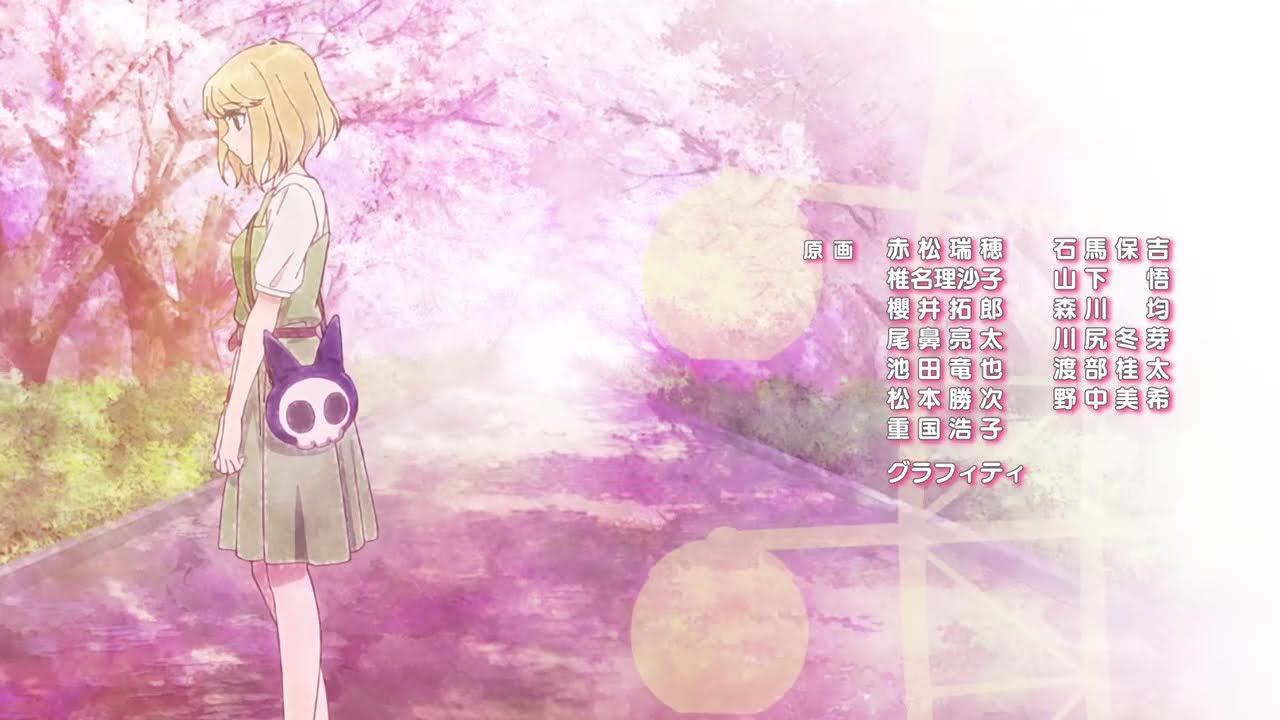 原画 赤松瑞穂 石馬保吉
椎名理沙子 山下 悟
櫻井拓郎 森川 均
尾鼻亮太 川尻冬芽
池田竜也 渡部桂太
松本勝次 野中美希
重国浩子
グラフィティ